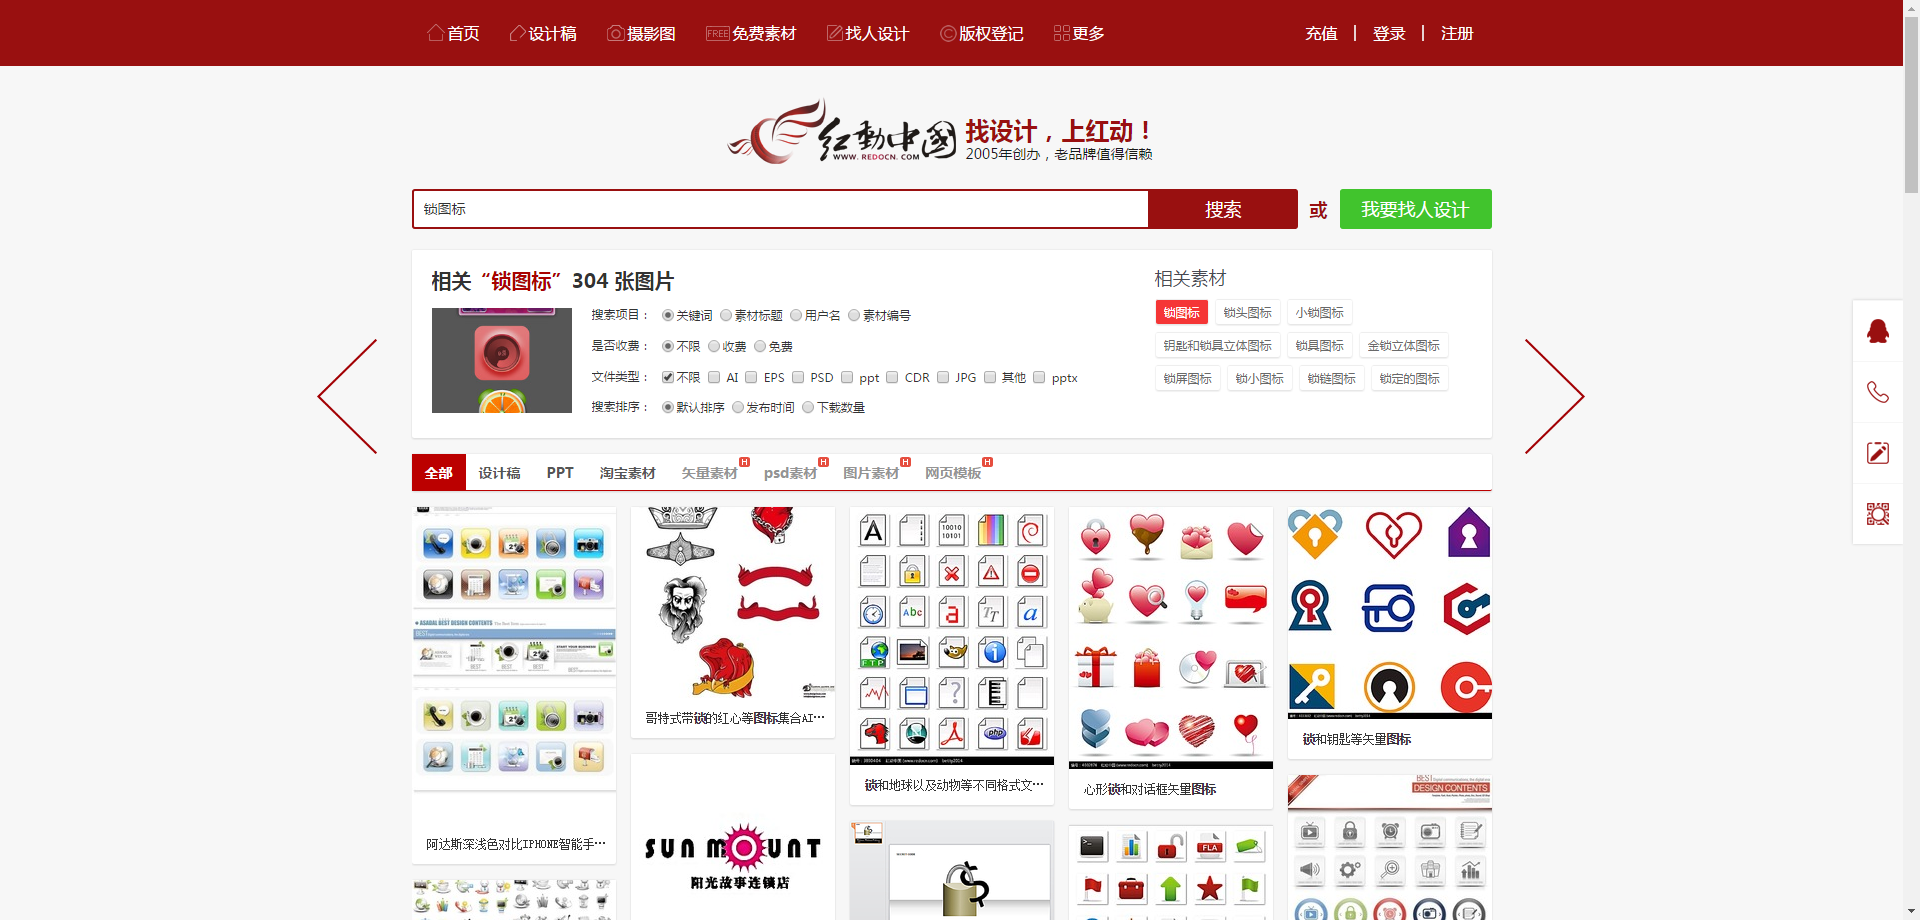 首页 设计稿 摄影图 FREE 免费素材 找人设计 版权登记 更多 充值 | 登录 | 注册
红動中國 找设计，上红动！
WWW.REDOCN.COM 2005年创办，老品牌值得信赖
锁图标 搜索 或 我要找人设计
相关“锁图标” 304 张图片
搜索项目： 关键词 素材标题 用户名 素材编号
是否收费： 不限 收费 免费
文件类型： 不限 AI EPS PSD ppt CDR JPG 其他 pptx
搜索排序： 默认排序 发布时间 下载数量
相关素材
锁图标 锁头图标 小锁图标
钥匙和锁具立体图标 锁具图标 金锁立体图标
锁屏图标 锁小图标 锁链图标 锁定的图标
全部 设计稿 PPT 淘宝素材 矢量素材 H psd素材 H 图片素材 H 网页模板 H
ASADAL BEST DESIGN CONTENTS
阿达斯深浅色对比IPHONE智能手…
哥特式带锁的红心等图标集合AI…
SUN MOUNT
阳光故事连锁店
A 10010 10101
Abc a TT a
FTP
php
锁和地球以及动物等不同格式文…
心形锁和对话框矢量图标
FLA
锁和钥匙等矢量图标
DESIGN CONTENTS